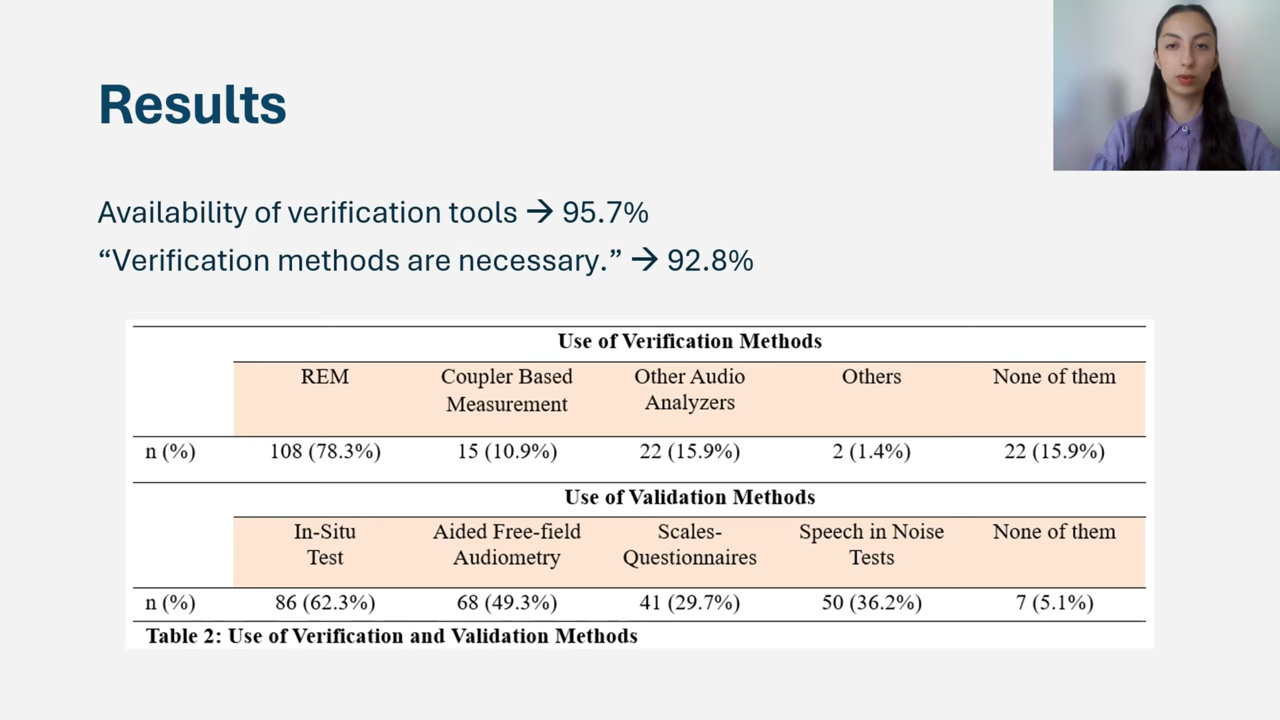 Results
Availability of verification tools → 95.7%
“Verification methods are necessary.” → 92.8%
Use of Verification Methods
REM Coupler Based Measurement Other Audio Analyzers Others None of them
n (%) 108 (78.3%) 15 (10.9%) 22 (15.9%) 2 (1.4%) 22 (15.9%)
Use of Validation Methods
In-Situ Test Aided Free-field Audiometry Scales-Questionnaires Speech in Noise Tests None of them
n (%) 86 (62.3%) 68 (49.3%) 41 (29.7%) 50 (36.2%) 7 (5.1%)
Table 2: Use of Verification and Validation Methods